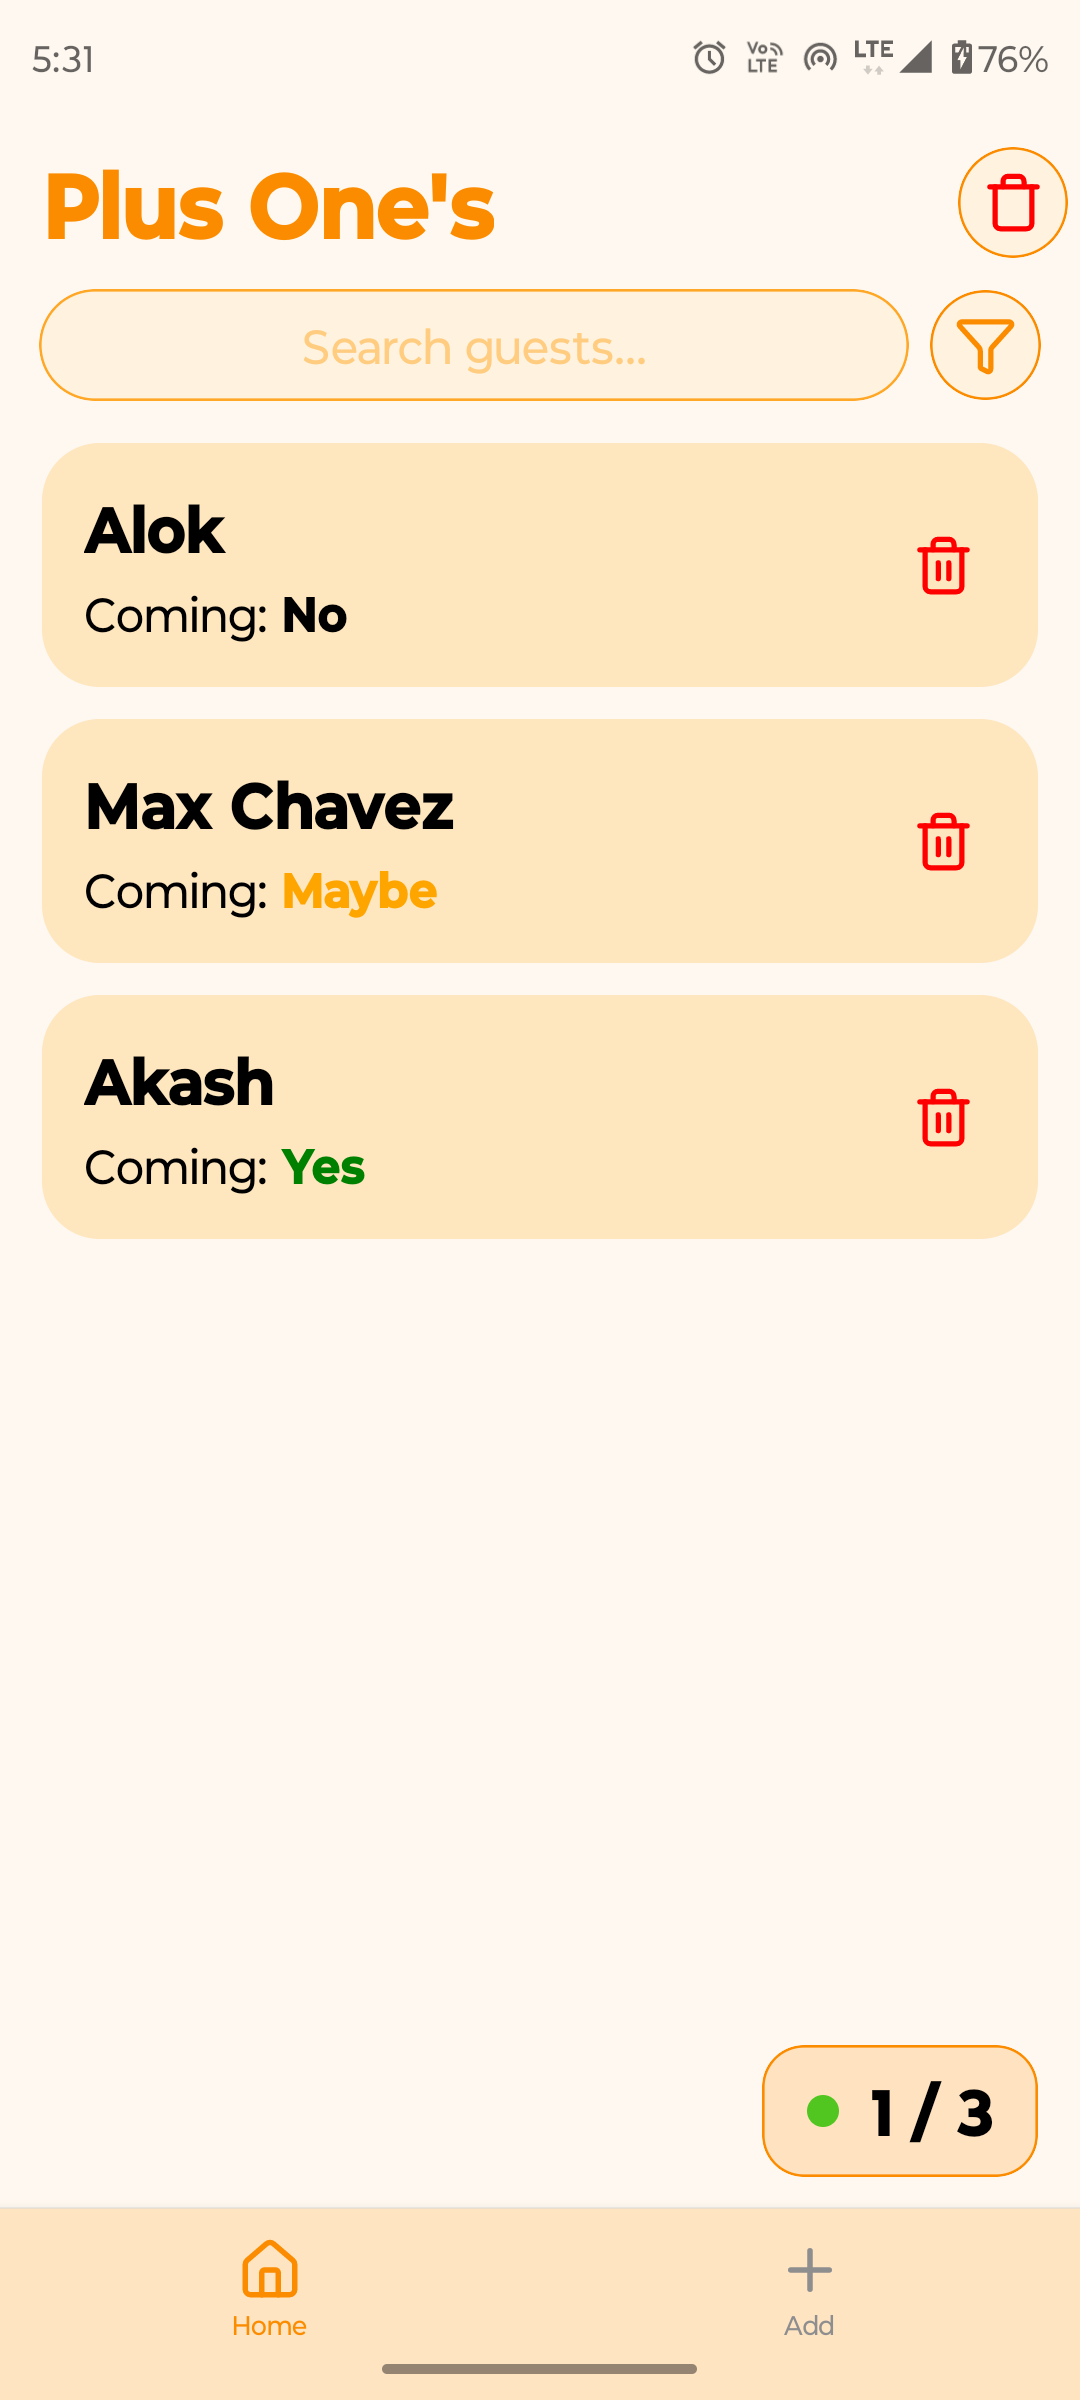 5:31
Vo LTE LTE 76%
Plus One's
Search guests...
Alok
Coming: No
Max Chavez
Coming: Maybe
Akash
Coming: Yes
1 / 3
Home
Add